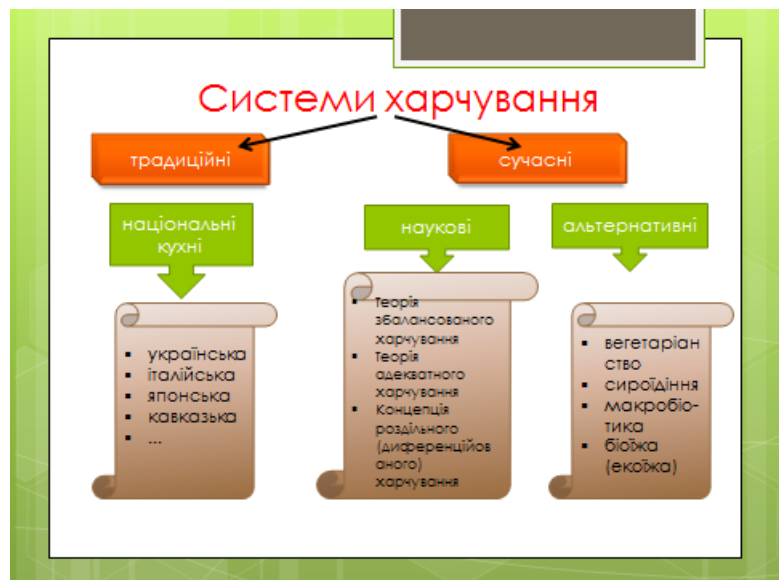 Системи харчування
традиційні
сучасні
національні
кухні
наукові
альтернативні
▪ українська
▪ італійська
▪ японська
▪ кавказька
▪ ...
▪ Теорія
збалансованого
харчування
▪ Теорія
адекватного
харчування
▪ Концепція
роздільного
(диференційов
аного)
харчування
▪ вегетаріан
ство
▪ сироїдіння
▪ макробіо-
тика
▪ біоїжа
(екоїжа)